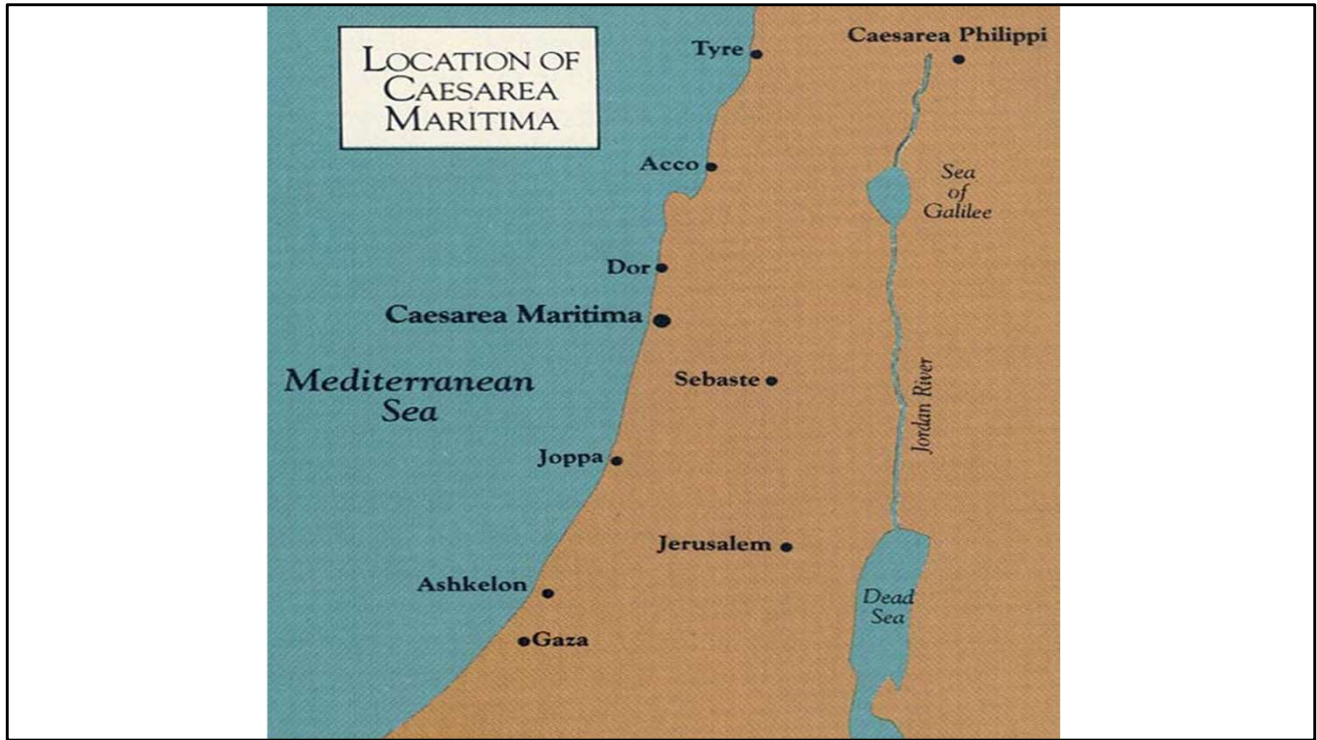 LOCATION OF
CAESAREA
MARITIMA
Tyre
Caesarea Philippi
Acco
Sea
of
Galilee
Dor
Caesarea Maritima
Mediterranean
Sea
Sebaste
Jordan River
Joppa
Jerusalem
Ashkelon
Dead
Sea
Gaza